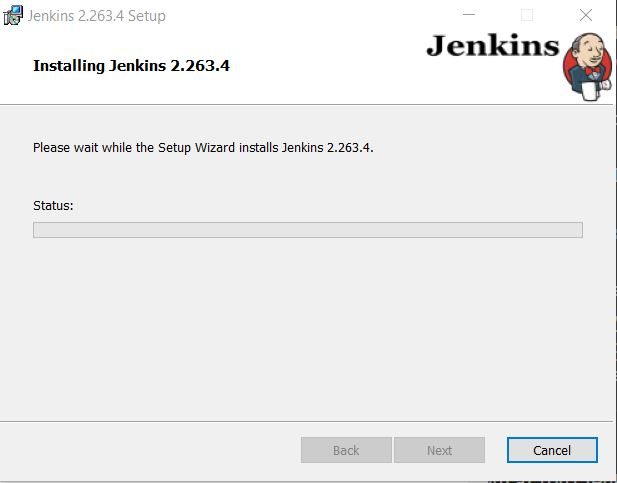 Jenkins 2.263.4 Setup
Jenkins
Installing Jenkins 2.263.4
Please wait while the Setup Wizard installs Jenkins 2.263.4.
Status:
Back
Next
Cancel